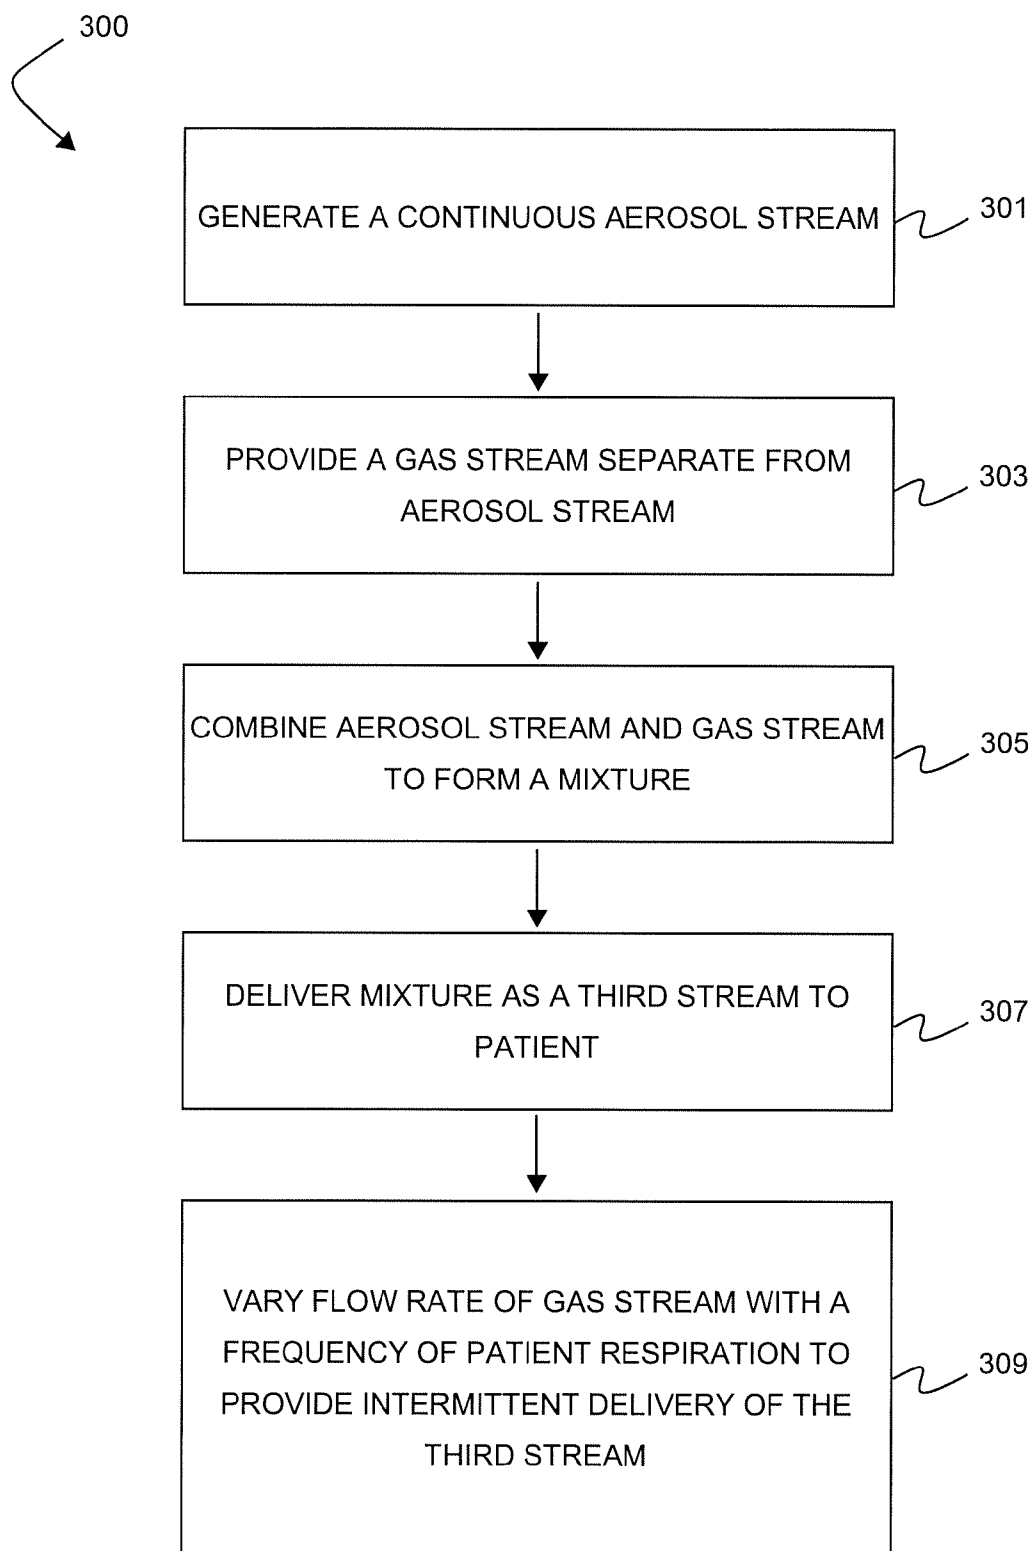 300
GENERATE A CONTINUOUS AEROSOL STREAM
301
PROVIDE A GAS STREAM SEPARATE FROM
AEROSOL STREAM
303
COMBINE AEROSOL STREAM AND GAS STREAM
TO FORM A MIXTURE
305
DELIVER MIXTURE AS A THIRD STREAM TO
PATIENT
307
VARY FLOW RATE OF GAS STREAM WITH A
FREQUENCY OF PATIENT RESPIRATION TO
PROVIDE INTERMITTENT DELIVERY OF THE
THIRD STREAM
309